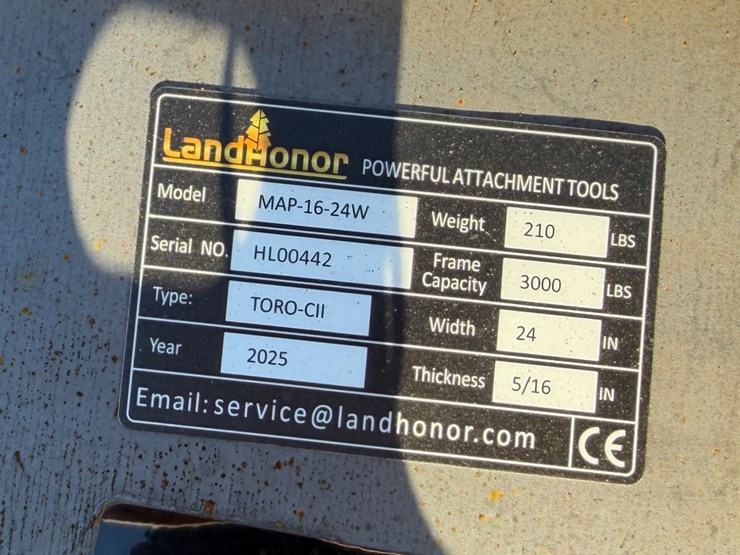 LandHonor POWERFUL ATTACHMENT TOOLS
Model MAP-16-24W Weight 210 LBS
Serial NO. HL00442 Frame Capacity 3000 LBS
Type: TORO-CII Width 24 IN
Year 2025 Thickness 5/16 IN
Email: service@landhonor.com CE